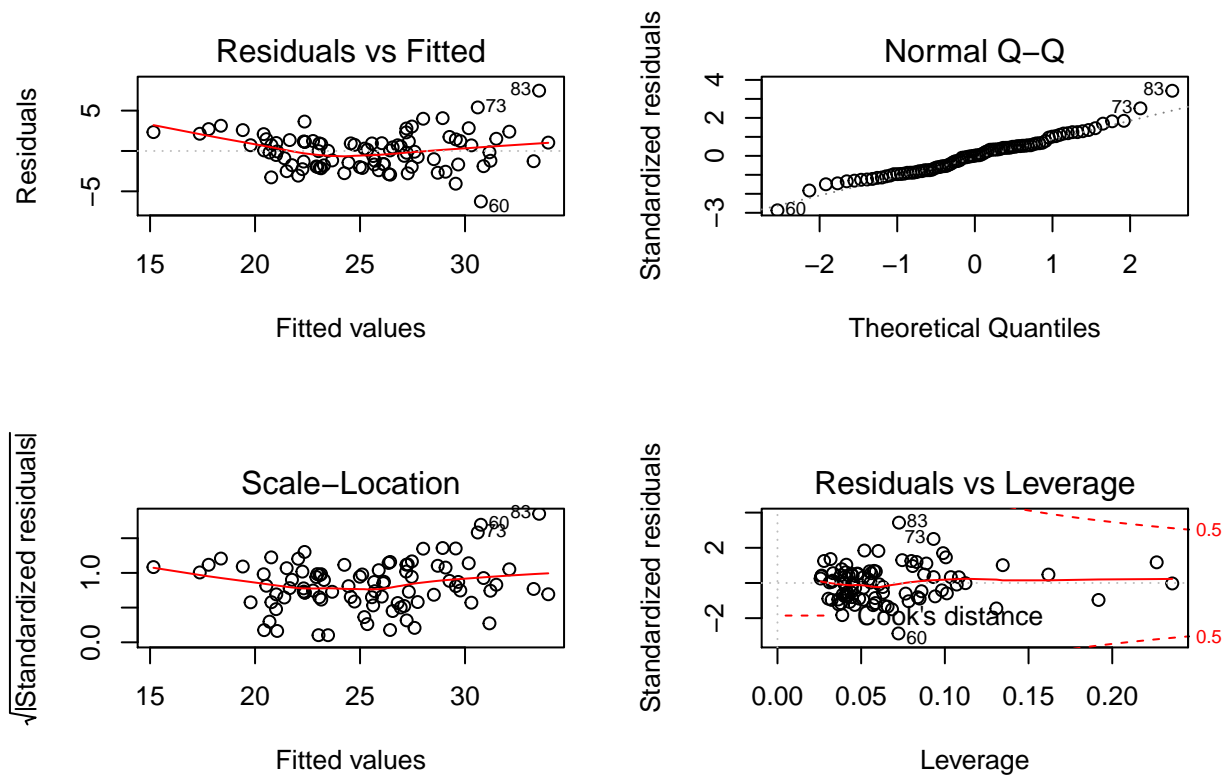 Residuals vs Fitted
Residuals
5
−5
83
73
60
15 20 25 30
Fitted values
Normal Q−Q
Standardized residuals
4
2
0
−3
83
73
60
−2 −1 0 1 2
Theoretical Quantiles
Scale−Location
√|Standardized residuals|
1.0
0.0
83
60
73
15 20 25 30
Fitted values
Residuals vs Leverage
Standardized residuals
2
−2
83
73
60
Cook's distance
0.5
0.5
0.00 0.05 0.10 0.15 0.20
Leverage